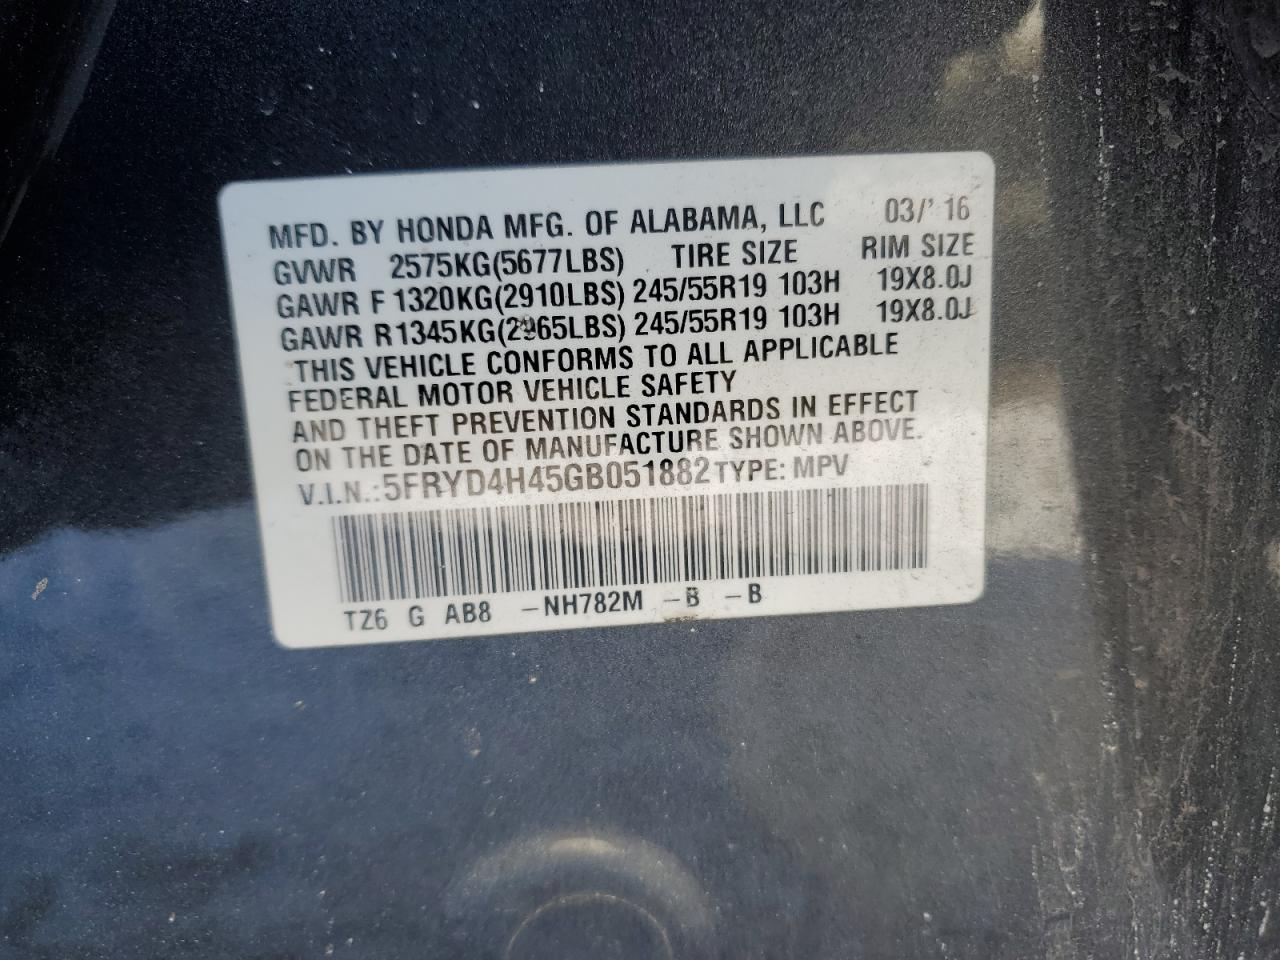 MFD. BY HONDA MFG. OF ALABAMA, LLC 03/' 16
GVWR 2575KG(5677LBS) TIRE SIZE RIM SIZE
GAWR F 1320KG(2910LBS) 245/55R19 103H 19X8.0J
GAWR R1345KG(2965LBS) 245/55R19 103H 19X8.0J
THIS VEHICLE CONFORMS TO ALL APPLICABLE
FEDERAL MOTOR VEHICLE SAFETY
AND THEFT PREVENTION STANDARDS IN EFFECT
ON THE DATE OF MANUFACTURE SHOWN ABOVE.
V.I.N.:5FRYD4H45GB051882 TYPE: MPV
TZ6 G AB8 -NH782M -B -B